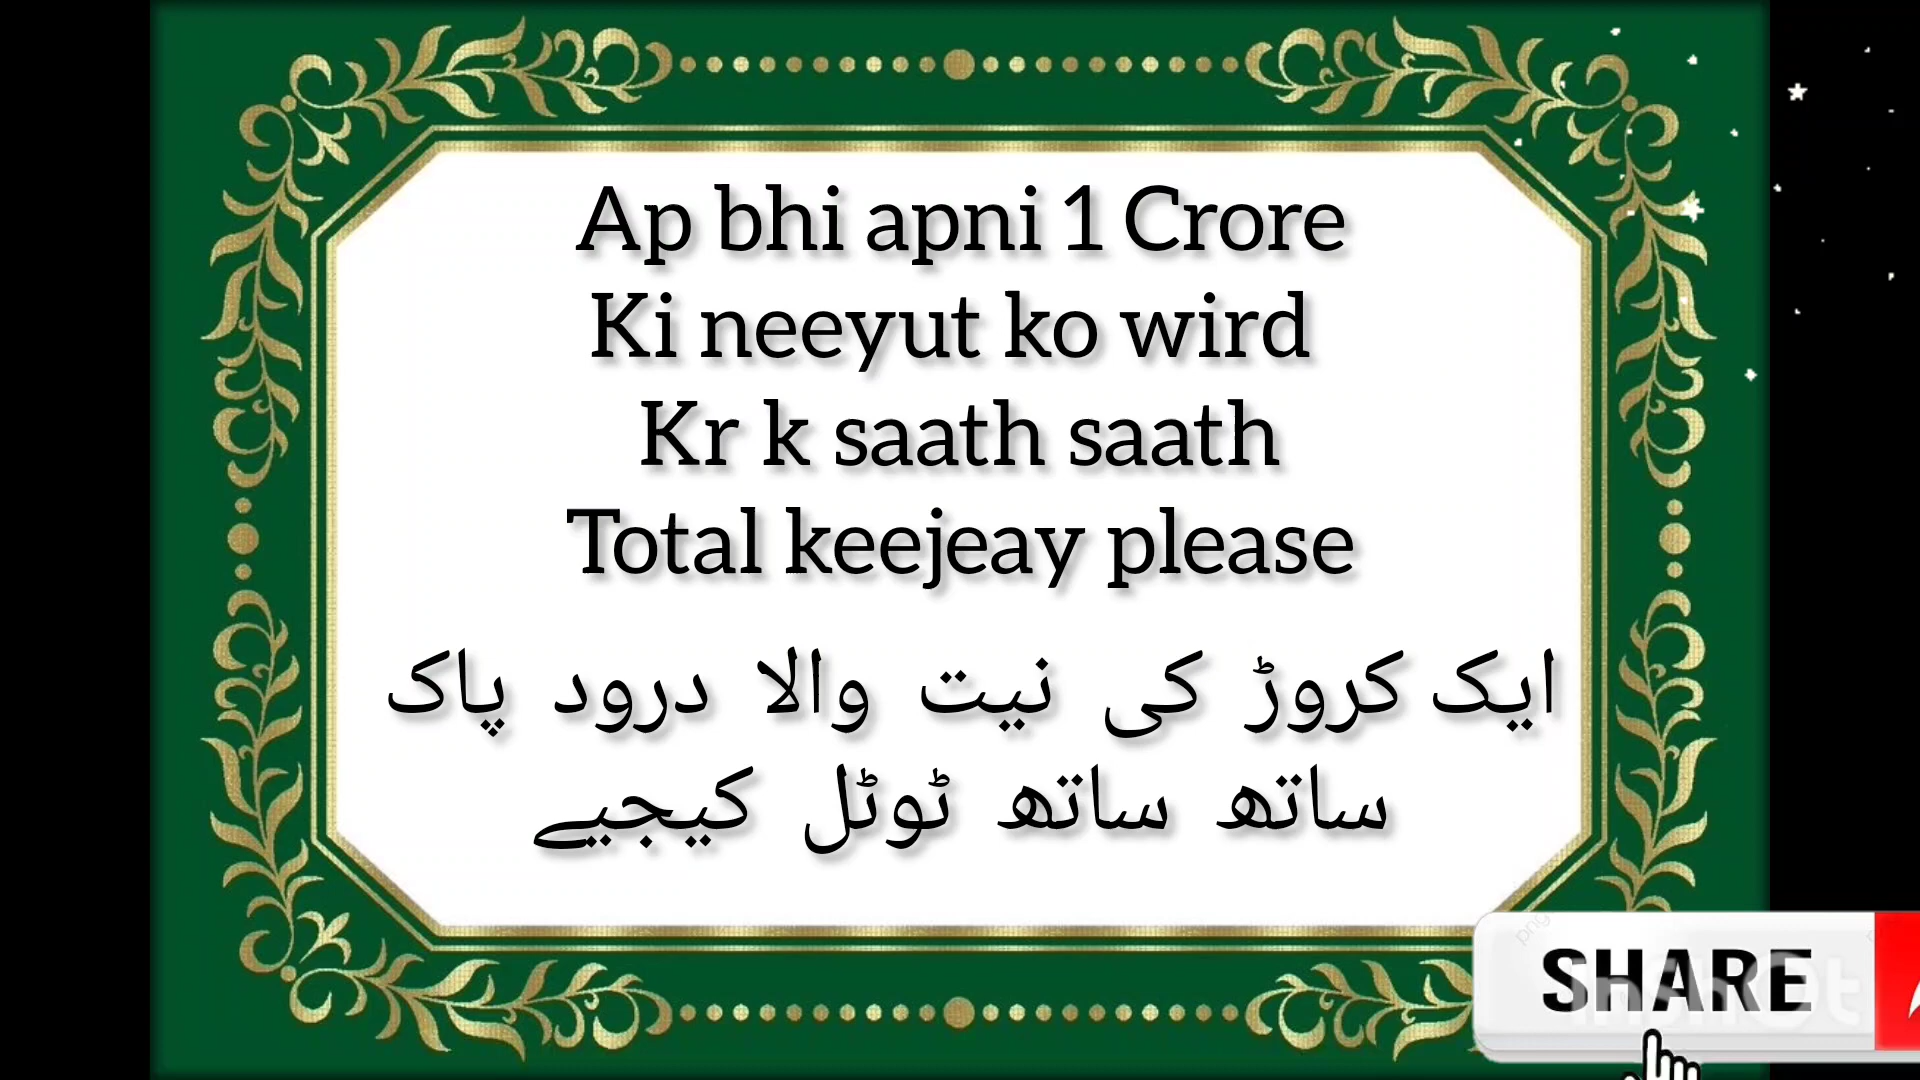 Ap bhi apni 1 Crore
Ki neeyut ko wird
Kr k saath saath
Total keejeay please
ایک کروڑ کی نیت والا درود پاک
ساتھ ساتھ ٹوٹل کیجیے
SHARE